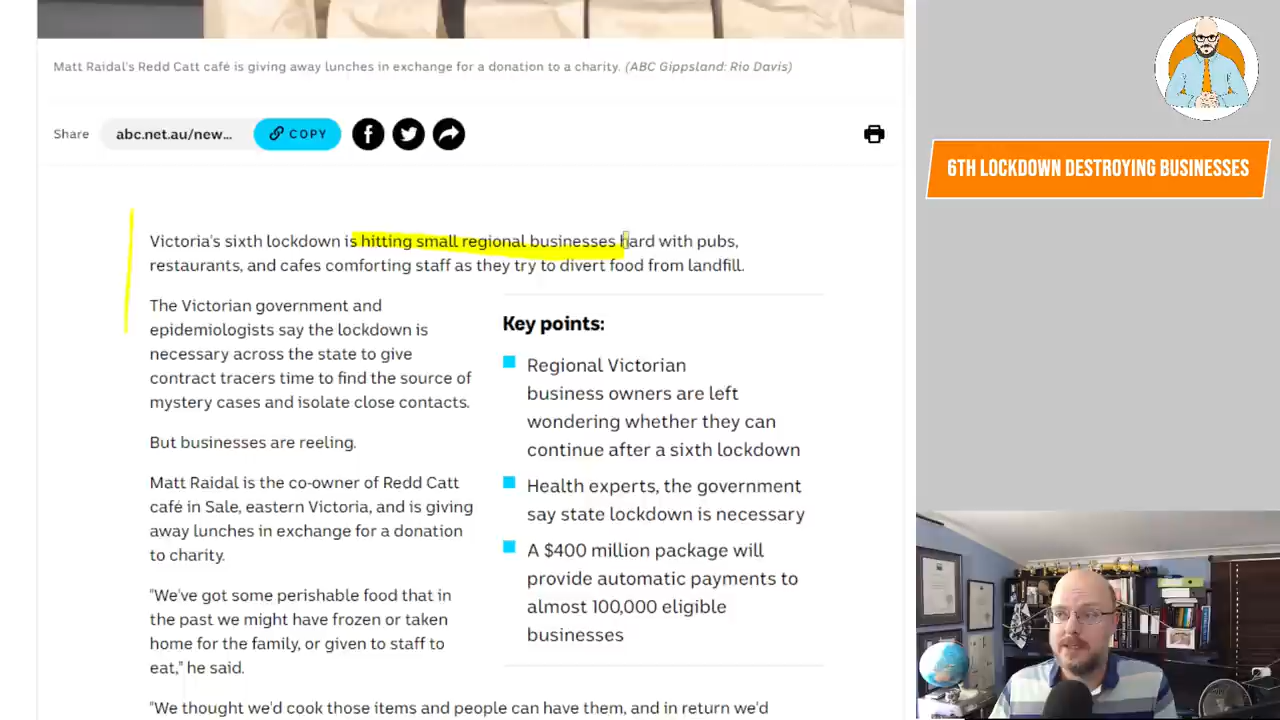 Matt Raidal's Redd Catt café is giving away lunches in exchange for a donation to a charity. (ABC Gippsland: Rio Davis)
Share abc.net.au/new... COPY
6TH LOCKDOWN DESTROYING BUSINESSES
Victoria's sixth lockdown is hitting small regional businesses hard with pubs,
restaurants, and cafes comforting staff as they try to divert food from landfill.
The Victorian government and
epidemiologists say the lockdown is
necessary across the state to give
contract tracers time to find the source of
mystery cases and isolate close contacts.
But businesses are reeling.
Matt Raidal is the co-owner of Redd Catt
café in Sale, eastern Victoria, and is giving
away lunches in exchange for a donation
to charity.
"We've got some perishable food that in
the past we might have frozen or taken
home for the family, or given to staff to
eat," he said.
Key points:
Regional Victorian
business owners are left
wondering whether they can
continue after a sixth lockdown
Health experts, the government
say state lockdown is necessary
A $400 million package will
provide automatic payments to
almost 100,000 eligible
businesses
"We thought we'd cook those items and people can have them, and in return we'd